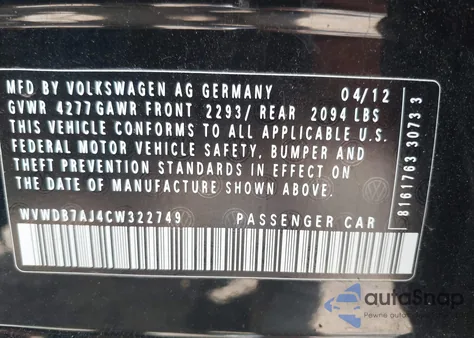 MFD BY VOLKSWAGEN AG GERMANY 04/12
GVWR 4277 GAWR FRONT 2293/ REAR 2094 LBS
THIS VEHICLE CONFORMS TO ALL APPLICABLE U.S.
FEDERAL MOTOR VEHICLE SAFETY, BUMPER AND
THEFT PREVENTION STANDARDS IN EFFECT ON THE
DATE OF MANUFACTURE SHOWN ABOVE.
WVWDB7AJ4CW322749 PASSENGER CAR
8161763 3073 3
autoSnap
Pewne auto